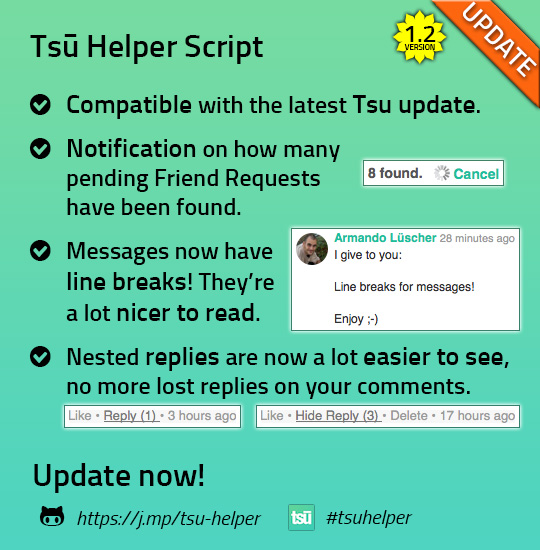 Tsū Helper Script
1.2
VERSION
UPDATE
Compatible with the latest Tsu update.
Notification on how many
pending Friend Requests
have been found.
8 found. Cancel
Messages now have
line breaks! They're
a lot nicer to read.
Armando Lüscher 28 minutes ago
I give to you:
Line breaks for messages!
Enjoy ;-)
Nested replies are now a lot easier to see,
no more lost replies on your comments.
Like • Reply (1) • 3 hours ago
Like • Hide Reply (3) • Delete • 17 hours ago
Update now!
https://j.mp/tsu-helper
tsū
#tsuhelper